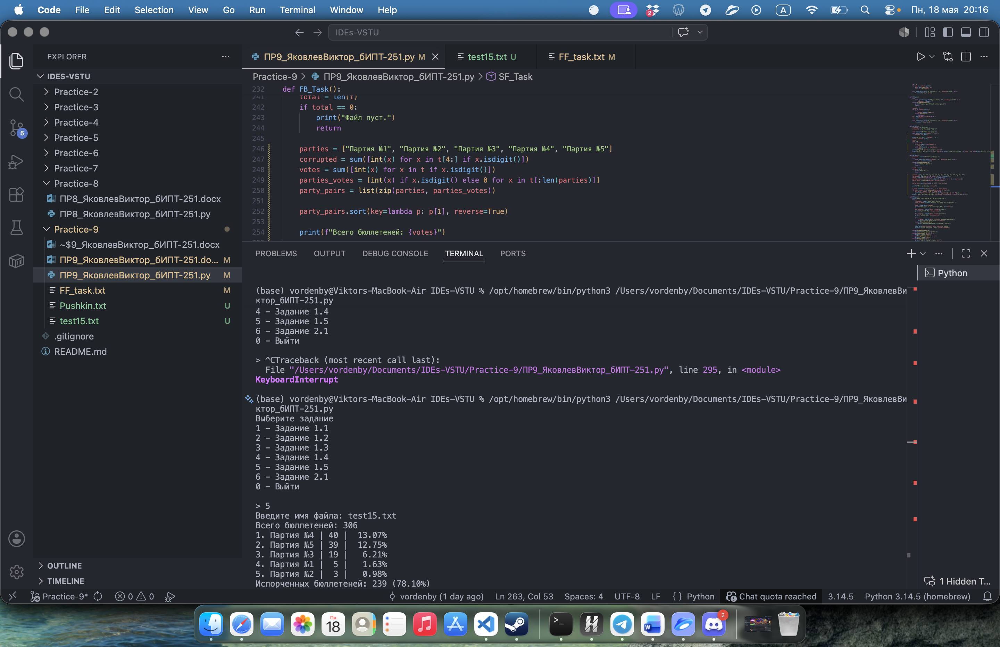 Code File Edit Selection View Go Run Terminal Window Help
2
A
Пн, 18 мая 20:16
IDEs-VSTU
EXPLORER
IDES-VSTU
Practice-2
Practice-3
Practice-4
Practice-5
5
Practice-6
Practice-7
Practice-8
ПР8_ЯковлевВиктор_бИПТ-251.docx
ПР8_ЯковлевВиктор_бИПТ-251.py
Practice-9
~$9_ЯковлевВиктор_бИПТ-251.docx
ПР9_ЯковлевВиктор_бИПТ-251.do... M
ПР9_ЯковлевВиктор_бИПТ-251.py M
FF_task.txt M
Pushkin.txt U
test15.txt U
.gitignore
README.md
OUTLINE
TIMELINE
ПР9_ЯковлевВиктор_бИПТ-251.py M
test15.txt U
FF_task.txt M
Practice-9 > ПР9_ЯковлевВиктор_бИПТ-251.py > SF_Task
232 def FB_Task():
241 total = len(t)
242 if total == 0:
243 print("Файл пуст.")
244 return
245
246 parties = ["Партия №1", "Партия №2", "Партия №3", "Партия №4", "Партия №5"]
247 corrupted = sum([int(x) for x in t[4:] if x.isdigit()])
248 votes = sum([int(x) for x in t if x.isdigit()])
249 parties_votes = [int(x) if x.isdigit() else 0 for x in t[:len(parties)]]
250 party_pairs = list(zip(parties, parties_votes))
251
252 party_pairs.sort(key=lambda p: p[1], reverse=True)
253
254 print(f"Всего бюллетеней: {votes}")
PROBLEMS OUTPUT DEBUG CONSOLE TERMINAL PORTS
Python
(base) vordenby@Viktors-MacBook-Air IDEs-VSTU % /opt/homebrew/bin/python3 /Users/vordenby/Documents/IDEs-VSTU/Practice-9/ПР9_ЯковлевВи
ктор_бИПТ-251.py
4 - Задание 1.4
5 - Задание 1.5
6 - Задание 2.1
0 - Выйти
> ^CTraceback (most recent call last):
File "/Users/vordenby/Documents/IDEs-VSTU/Practice-9/ПР9_ЯковлевВиктор_бИПТ-251.py", line 295, in <module>
KeyboardInterrupt
(base) vordenby@Viktors-MacBook-Air IDEs-VSTU % /opt/homebrew/bin/python3 /Users/vordenby/Documents/IDEs-VSTU/Practice-9/ПР9_ЯковлевВи
ктор_бИПТ-251.py
Выберите задание
1 - Задание 1.1
2 - Задание 1.2
3 - Задание 1.3
4 - Задание 1.4
5 - Задание 1.5
6 - Задание 2.1
0 - Выйти
> 5
Введите имя файла: test15.txt
Всего бюллетеней: 306
1. Партия №4 | 40 | 13.07%
2. Партия №5 | 39 | 12.75%
3. Партия №3 | 19 | 6.21%
4. Партия №1 | 5 | 1.63%
5. Партия №2 | 3 | 0.98%
Испорченных бюллетеней: 239 (78.10%)
1 Hidden T...
Practice-9* 0 0 vordenby (1 day ago) Ln 263, Col 53 Spaces: 4 UTF-8 LF {} Python Chat quota reached 3.14.5 Python 3.14.5 (homebrew)
Пн
18
2